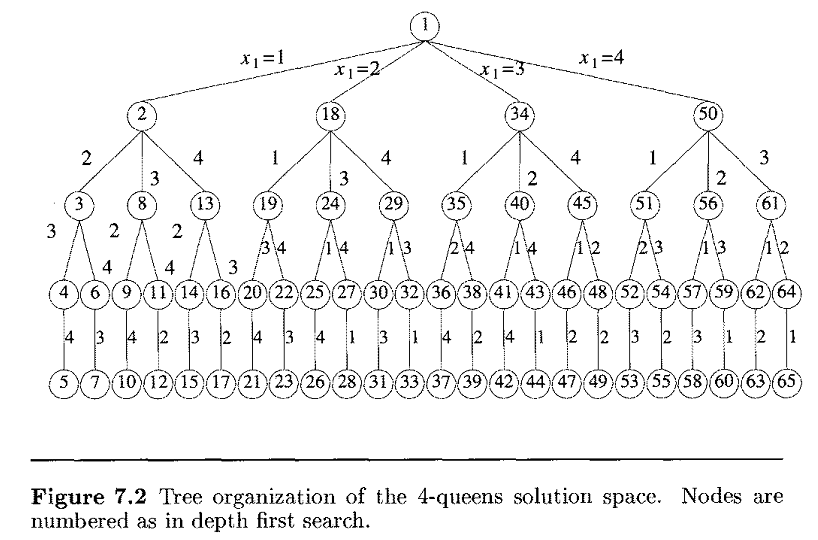 1
x1=1 x1=2 x1=3 x1=4
2 18 34 50
2 3 4 1 3 4 1 2 4 1 2 3
3 8 13 19 24 29 35 40 45 51 56 61
3 4 2 4 2 3 3 4 1 4 1 3 2 4 1 4 1 2 2 3 1 3 1 2
4 6 9 11 14 16 20 22 25 27 30 32 36 38 41 43 46 48 52 54 57 59 62 64
4 3 4 2 3 2 4 3 4 1 3 1 4 2 4 1 2 2 3 2 3 1 2 1
5 7 10 12 15 17 21 23 26 28 31 33 37 39 42 44 47 49 53 55 58 60 63 65
Figure 7.2 Tree organization of the 4-queens solution space. Nodes are
numbered as in depth first search.